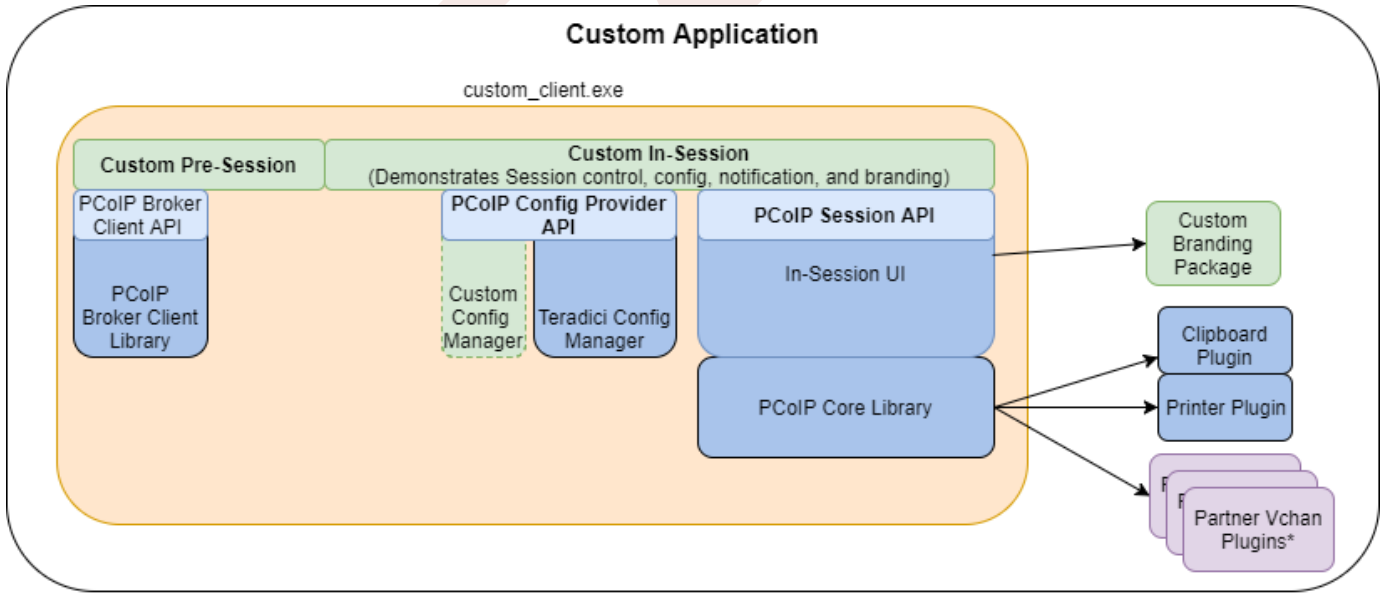 Custom Application
custom_client.exe
Custom Pre-Session
Custom In-Session
(Demonstrates Session control, config, notification, and branding)
PCoIP Broker
Client API
PCoIP Config Provider
API
PCoIP Session API
PCoIP
Broker Client
Library
Custom
Config
Manager
Teradici Config
Manager
In-Session UI
PCoIP Core Library
Custom
Branding
Package
Clipboard
Plugin
Printer Plugin
Partner Vchan
Plugins*